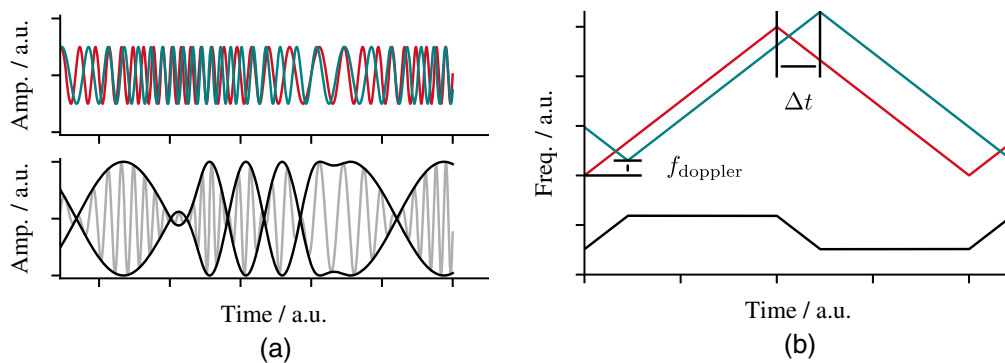 Amp. / a.u.
Amp. / a.u.
Time / a.u.
(a)
Freq. / a.u.
Δt
f_doppler
Time / a.u.
(b)